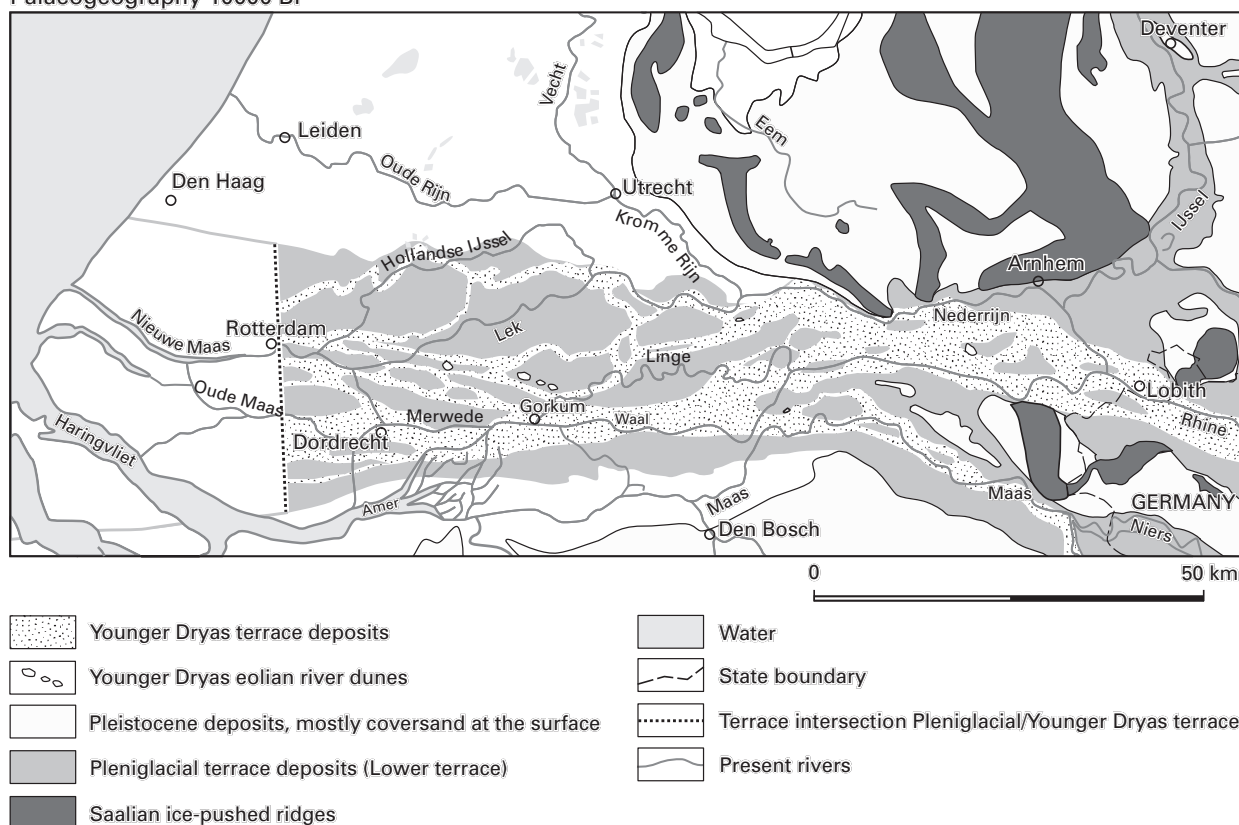 Palaeogeography 10000 BP
Deventer
Vecht
Leiden
Eem
Oude Rijn
Den Haag
Utrecht
IJssel
Kromme Rijn
Hollandse IJssel
Arnhem
Nieuwe Maas
Rotterdam
Lek
Nederrijn
Linge
Oude Maas
Merwede
Gorkum
Waal
Lobith
Rhine
Haringvliet
Dordrecht
Amer
Maas
Maas
GERMANY
Den Bosch
Niers
0
50 km
Younger Dryas terrace deposits
Younger Dryas eolian river dunes
Pleistocene deposits, mostly coversand at the surface
Pleniglacial terrace deposits (Lower terrace)
Saalian ice-pushed ridges
Water
State boundary
Terrace intersection Pleniglacial/Younger Dryas terrace
Present rivers